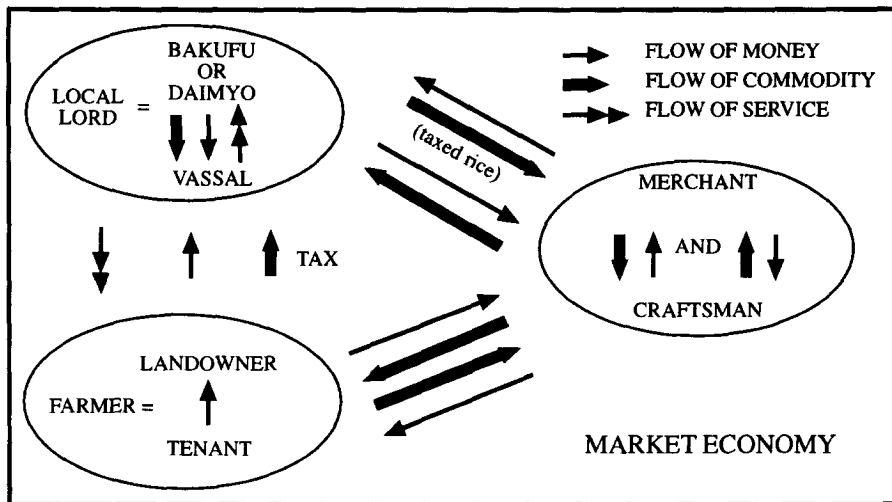 BAKUFU
OR
DAIMYO
LOCAL
LORD =
VASSAL
FLOW OF MONEY
FLOW OF COMMODITY
FLOW OF SERVICE
(taxed rice)
MERCHANT
AND
CRAFTSMAN
TAX
LANDOWNER
FARMER =
TENANT
MARKET ECONOMY